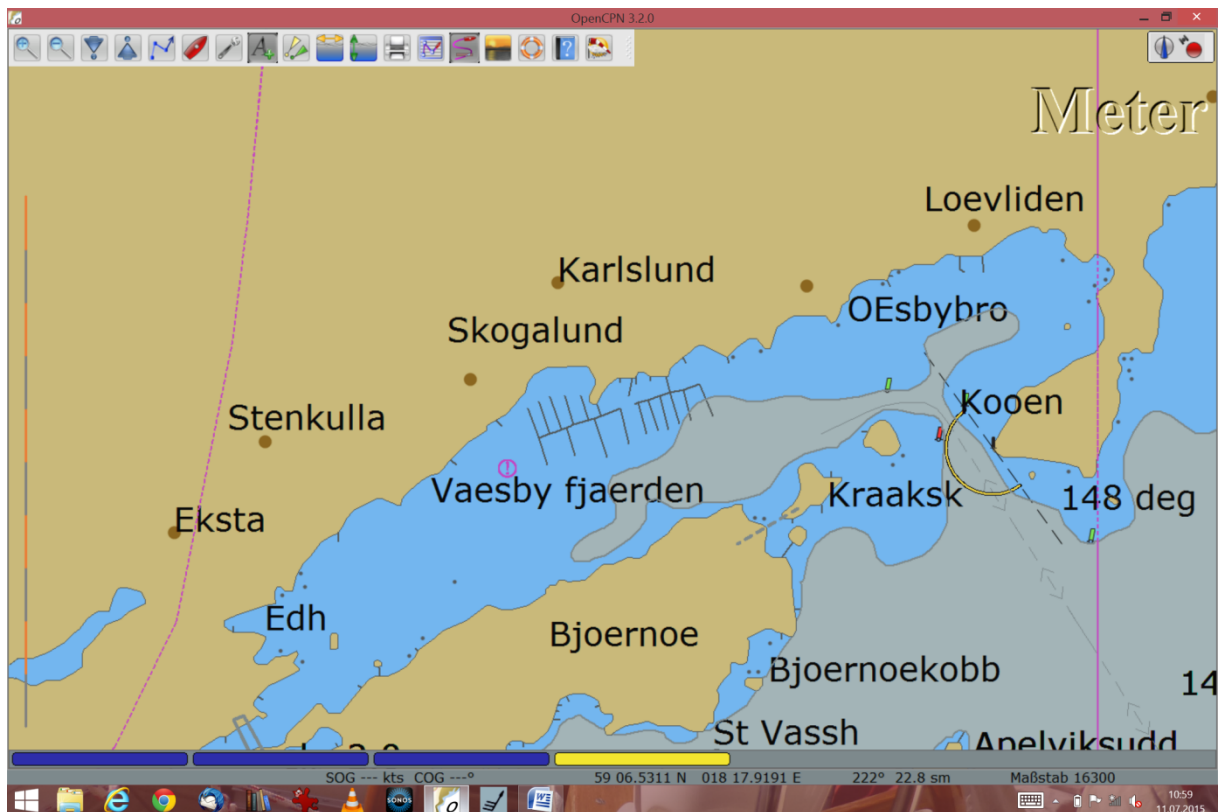 OpenCPN 3.2.0
Meter
Loevliden
Karlslund
OEsbybro
Skogalund
Stenkulla
Kooen
Vaesby fjaerden
Kraaksk
148 deg
Eksta
Edh
Bjoernoe
Bjoernoekobb
14
St Vassh
Apelviksudd
SOG --- kts COG ---° 59 06.5311 N 018 17.9191 E 222° 22.8 sm Maßstab 16300
SONOS
10:59
11.07.2015